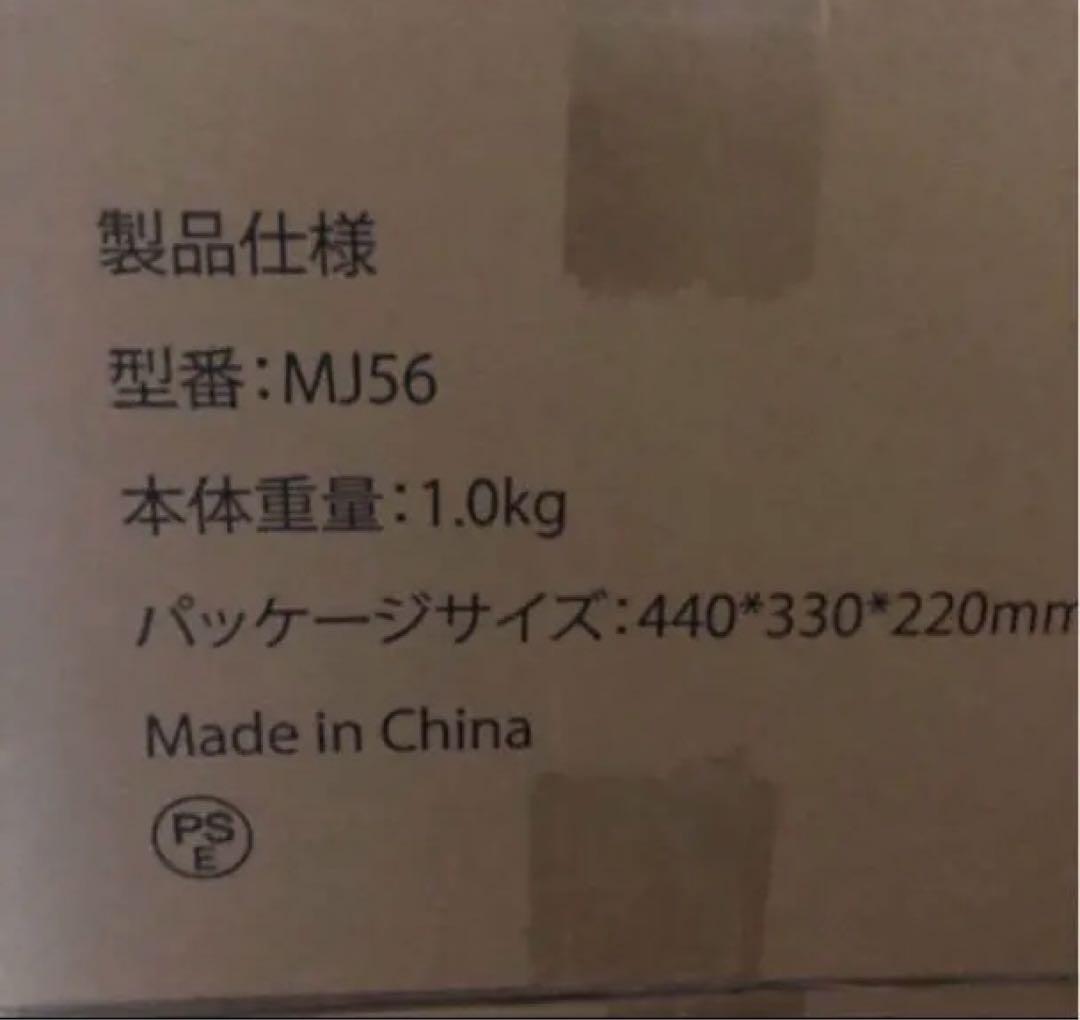 製品仕様
型番：MJ56
本体重量：1.0kg
パッケージサイズ：440*330*220mm
Made in China
PS
E